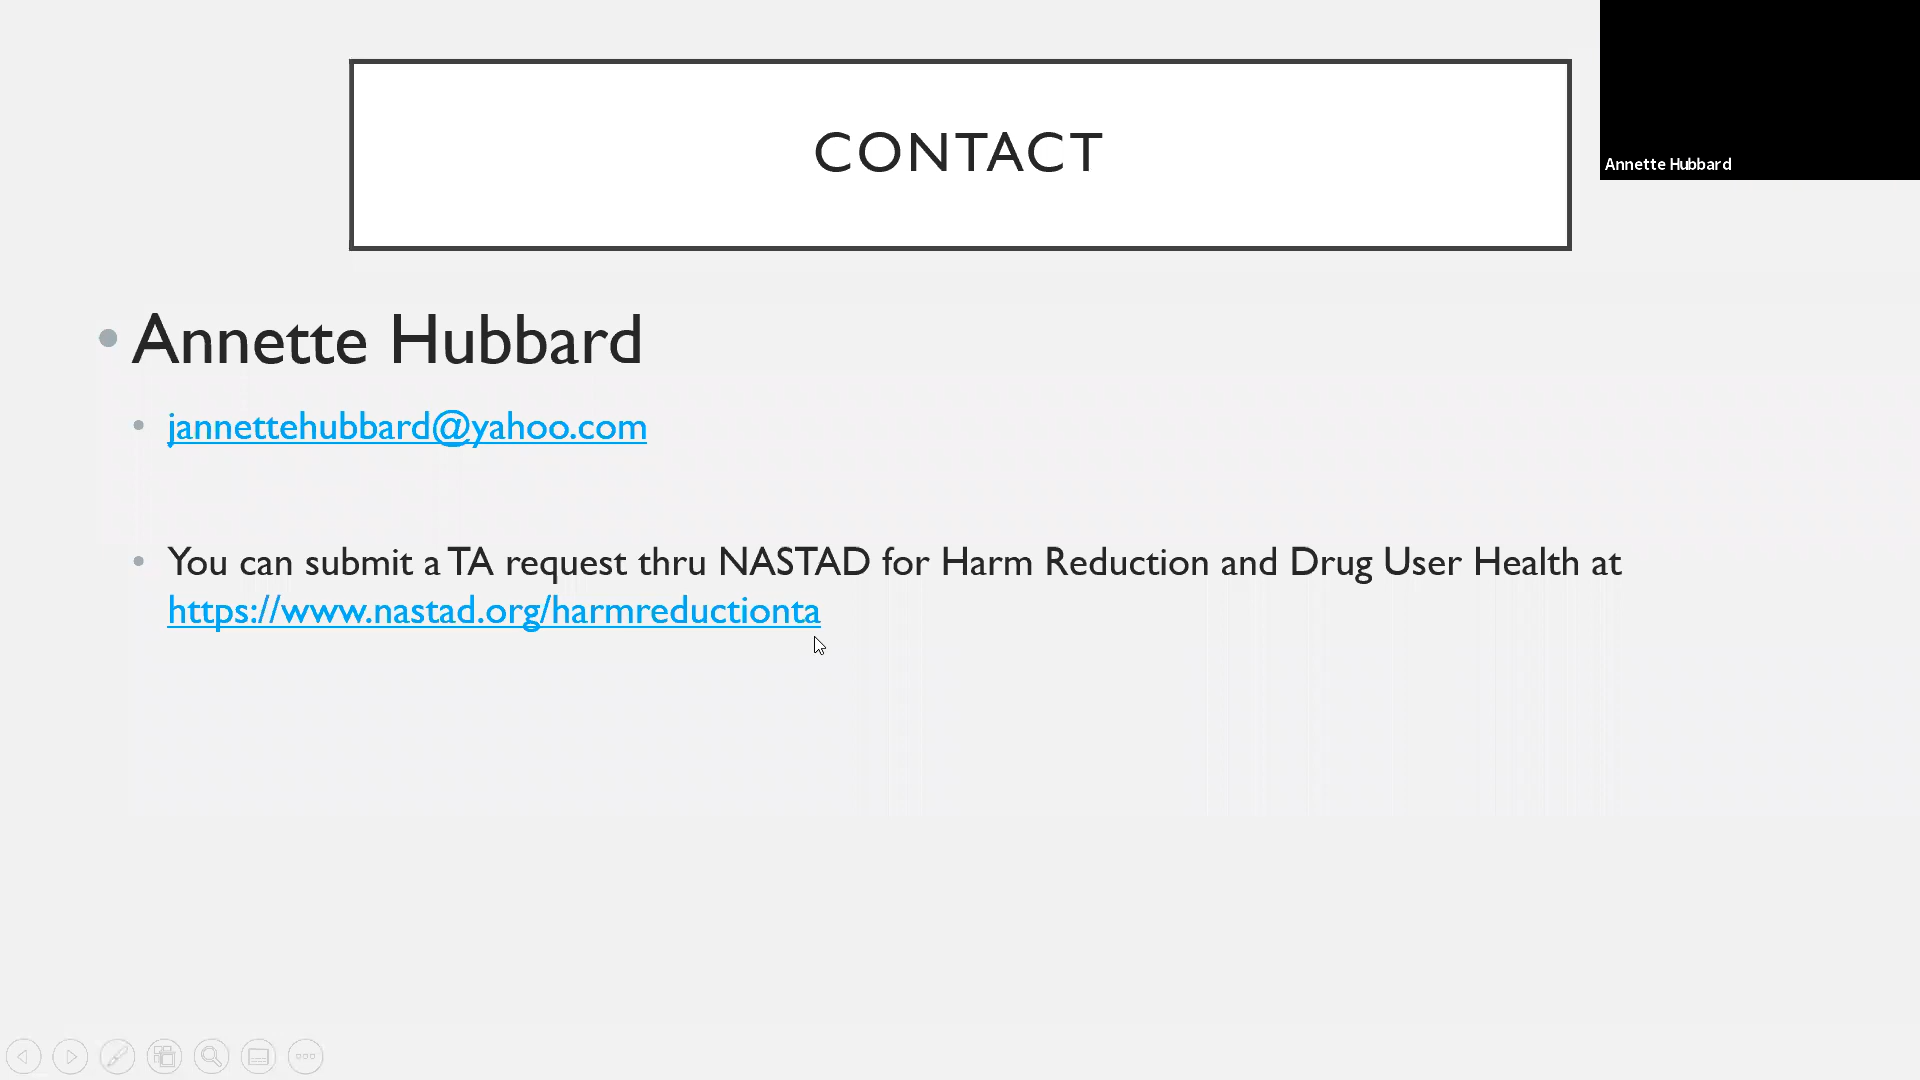 CONTACT
Annette Hubbard
• Annette Hubbard
• jannettehubbard@yahoo.com
• You can submit a TA request thru NASTAD for Harm Reduction and Drug User Health at
https://www.nastad.org/harmreductionta